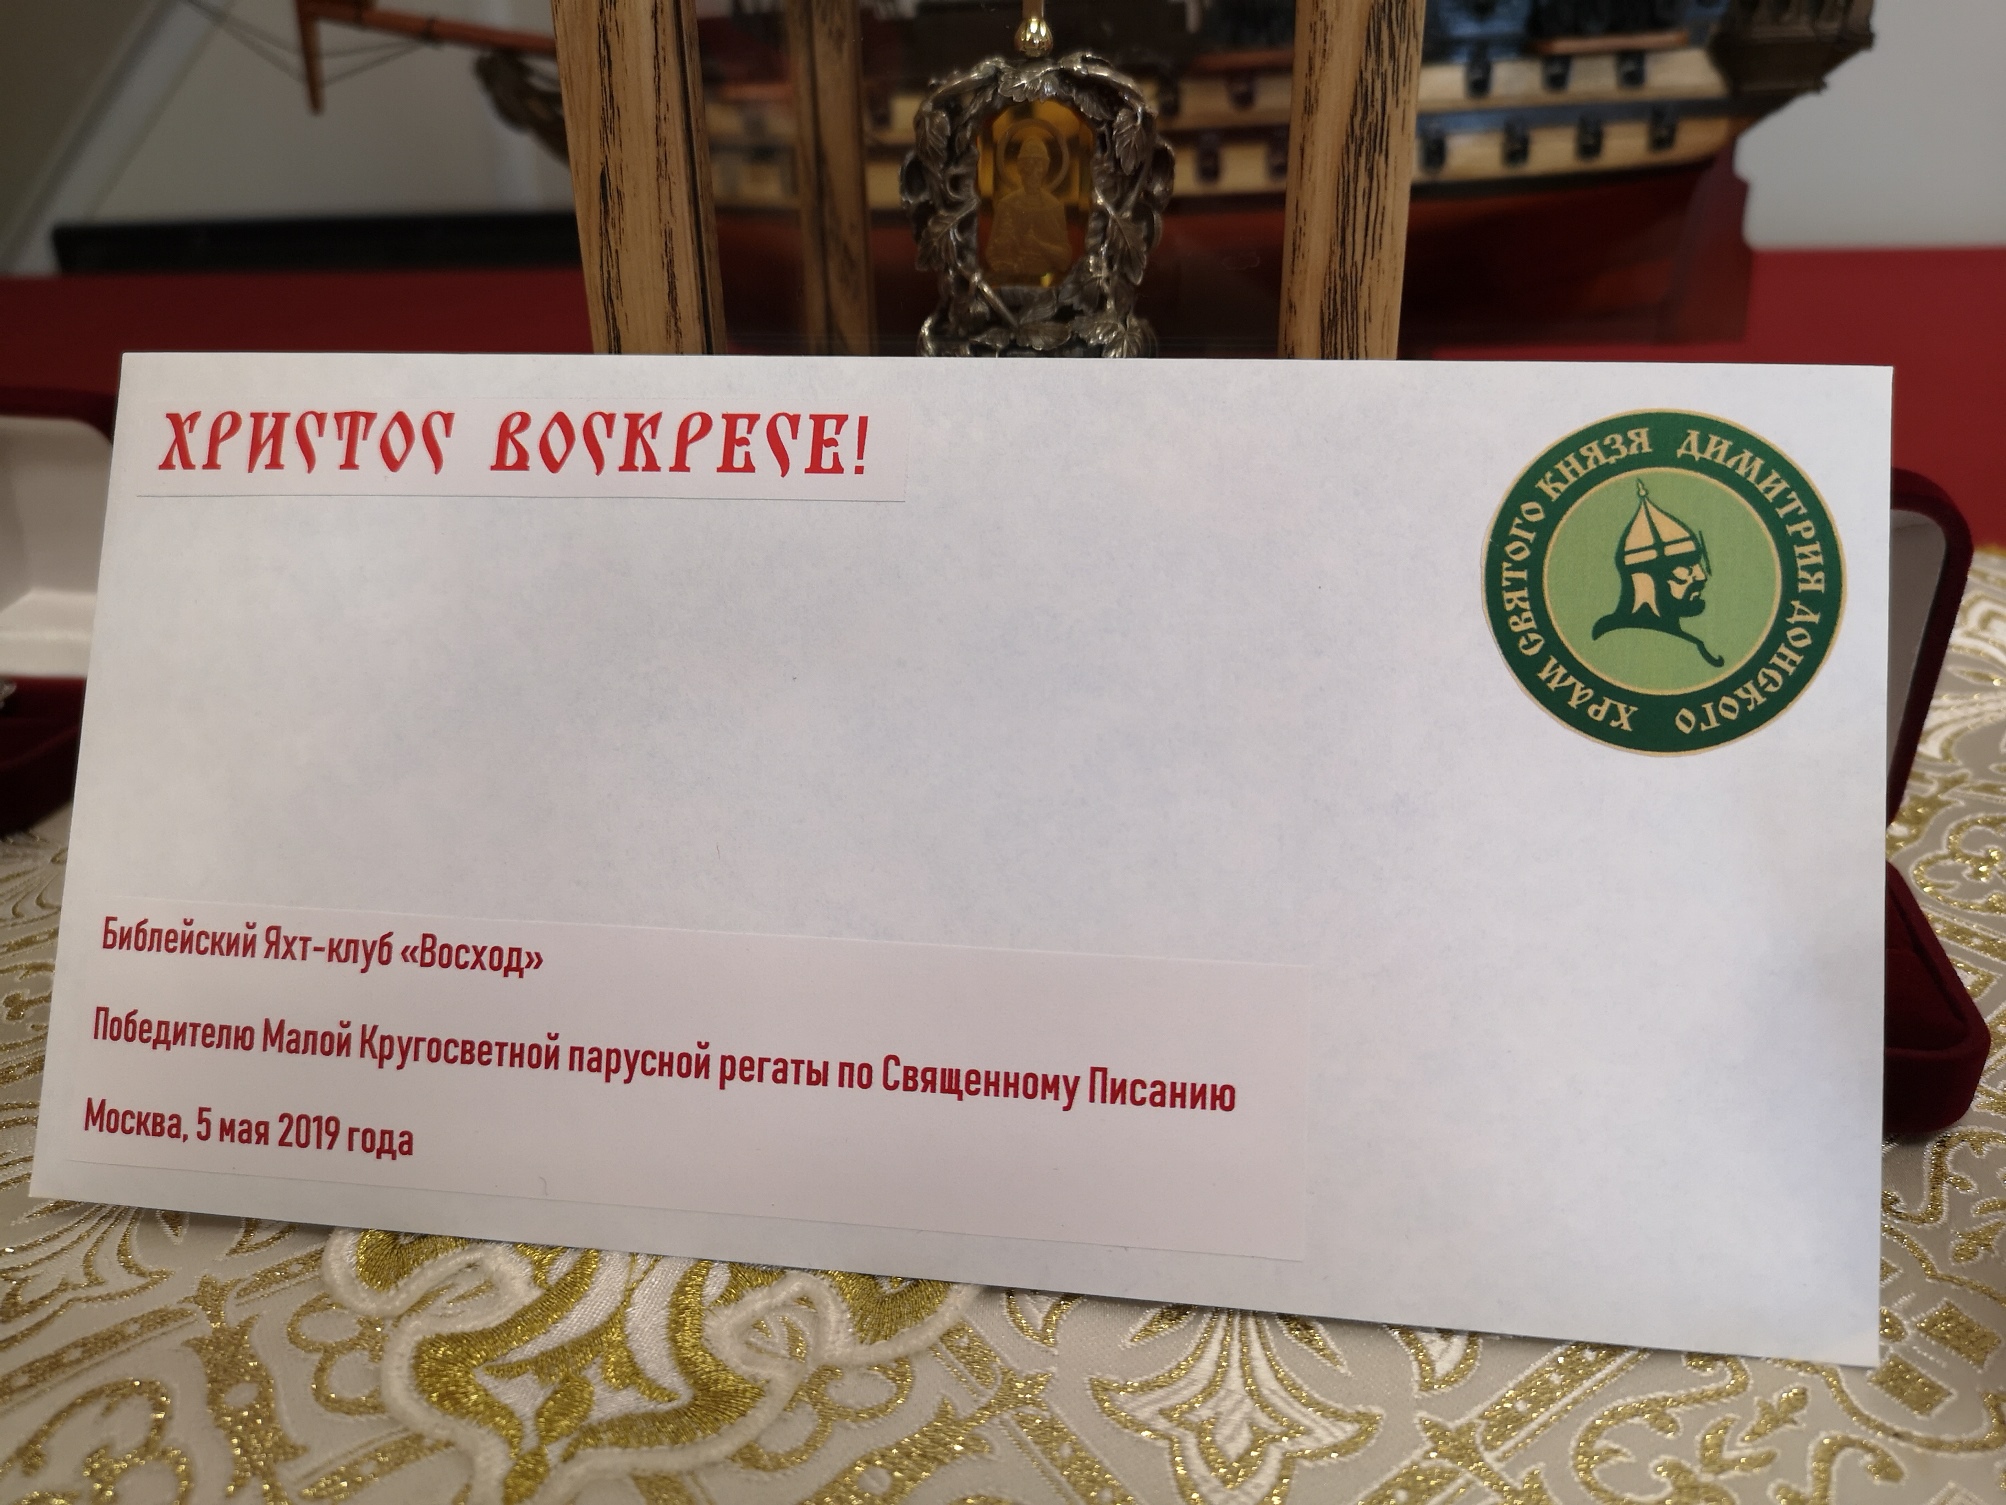 ХРИСТОС ВОСКРЕСЕ!
ХРАМ СВЯТОГО КНЯЗЯ ДИМИТРИЯ ДОНСКОГО
Библейский Яхт-клуб «Восход»
Победителю Малой Кругосветной парусной регаты по Священному Писанию
Москва, 5 мая 2019 года